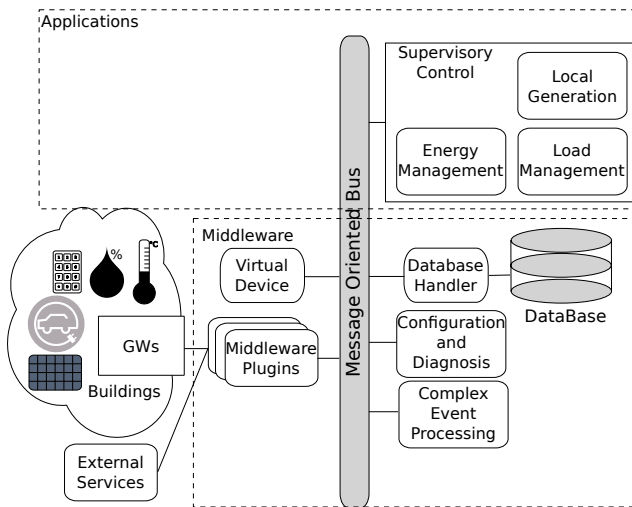 Applications
Supervisory
Control
Local
Generation
Energy
Management
Load
Management
Message Oriented Bus
Middleware
Virtual
Device
Database
Handler
DataBase
%
°C
GWs
Buildings
Middleware
Plugins
Configuration
and
Diagnosis
Complex
Event
Processing
External
Services